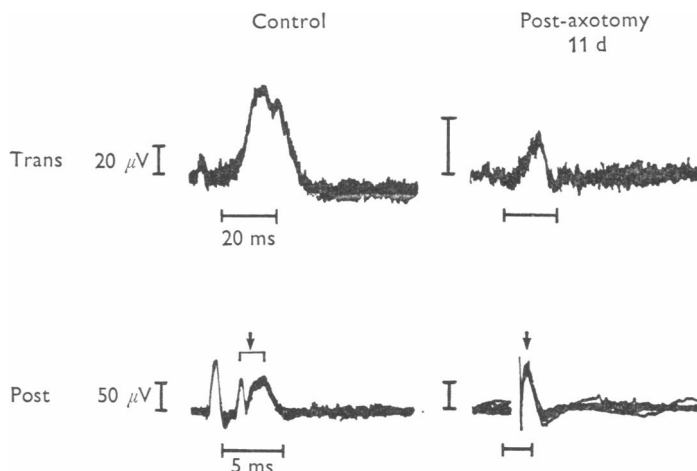 Control
Post-axotomy
11 d
Trans 20 μV
20 ms
Post 50 μV
5 ms